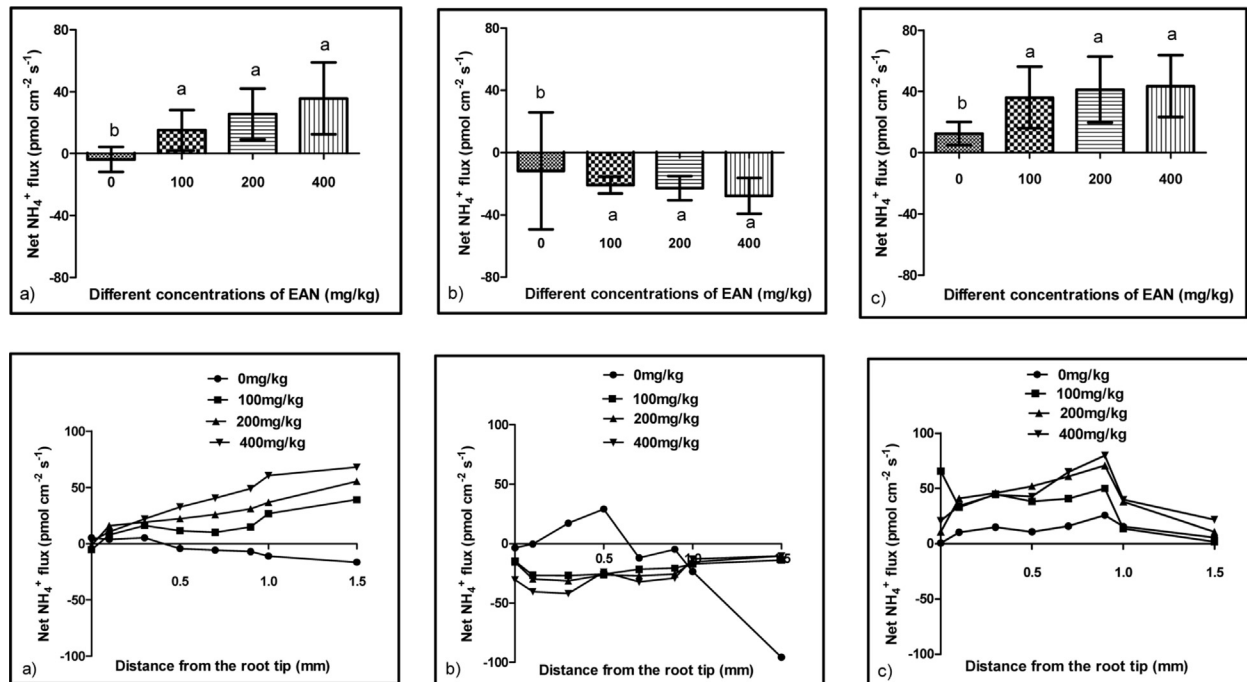 80
40
0
-40
-80
Net NH₄⁺ flux (pmol cm⁻² s⁻¹)
b
a
a
a
0
100
200
400
a)
Different concentrations of EAN (mg/kg)
80
40
0
-40
-80
Net NH₄⁺ flux (pmol cm⁻² s⁻¹)
b
a
a
a
0
100
200
400
b)
Different concentrations of EAN (mg/kg)
80
40
0
-40
-80
Net NH₄⁺ flux (pmol cm⁻² s⁻¹)
b
a
a
a
0
100
200
400
c)
Different concentrations of EAN (mg/kg)
0mg/kg
100mg/kg
200mg/kg
400mg/kg
100
50
0
-50
-100
Net NH₄⁺ flux (pmol cm⁻² s⁻¹)
0.5
1.0
1.5
a)
Distance from the root tip (mm)
0mg/kg
100mg/kg
200mg/kg
400mg/kg
100
50
0
-50
-100
Net NH₄⁺ flux (pmol cm⁻² s⁻¹)
0.5
1.0
1.5
b)
Distance from the root tip (mm)
0mg/kg
100mg/kg
200mg/kg
400mg/kg
100
50
0
-50
-100
Net NH₄⁺ flux (pmol cm⁻² s⁻¹)
0.5
1.0
1.5
c)
Distance from the root tip (mm)